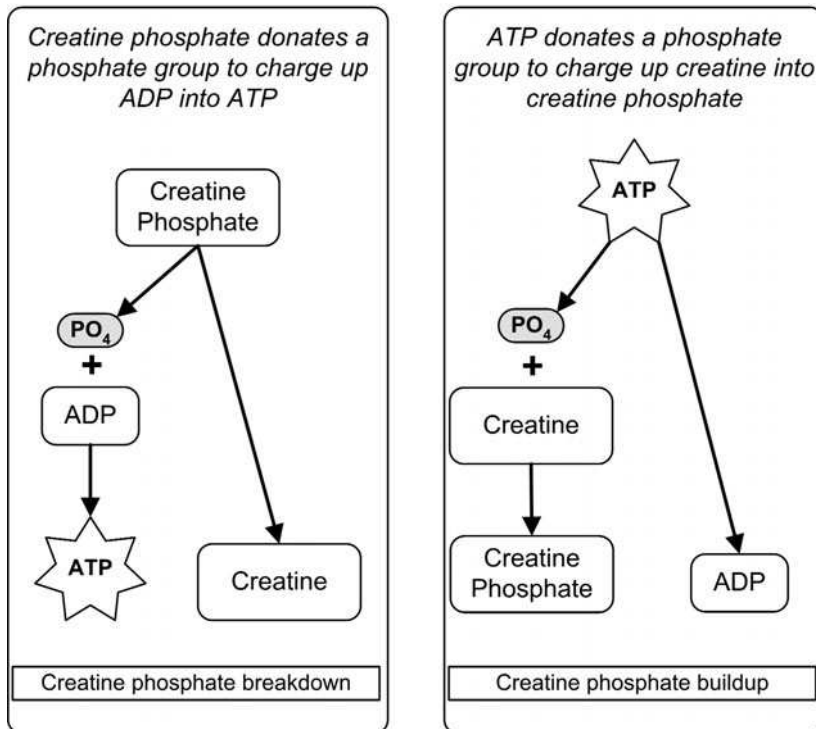 Creatine phosphate donates a
phosphate group to charge up
ADP into ATP
Creatine
Phosphate
PO4
+
ADP
ATP
Creatine
Creatine phosphate breakdown
ATP donates a phosphate
group to charge up creatine into
creatine phosphate
ATP
PO4
+
Creatine
Creatine
Phosphate
ADP
Creatine phosphate buildup